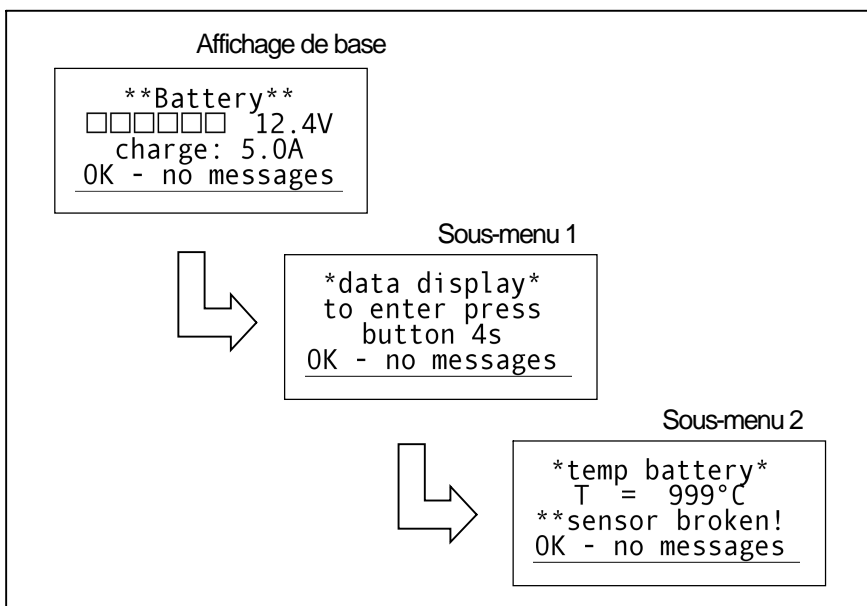 Affichage de base
**Battery**
□□□□□□ 12.4V
charge: 5.0A
OK - no messages
Sous-menu 1
*data display*
to enter press
button 4s
OK - no messages
Sous-menu 2
*temp battery*
T = 999°C
**sensor broken!
OK - no messages